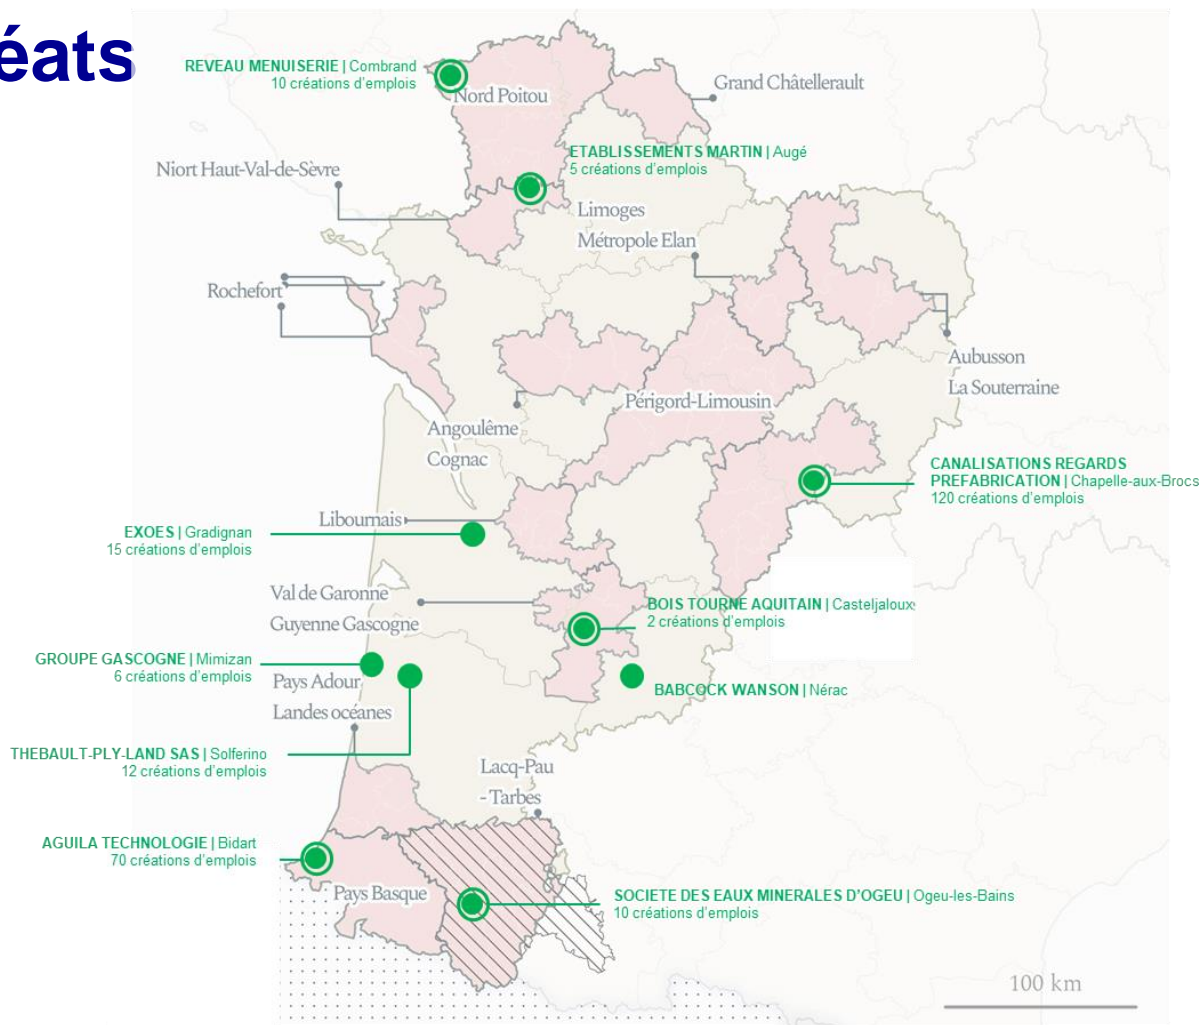 éats
REVEAU MENUISERIE | Combrand
10 créations d'emplois
Nord Poitou
Grand Châtellerault
ETABLISSEMENTS MARTIN | Augé
5 créations d'emplois
Niort Haut-Val-de-Sèvre
Limoges
Métropole Elan
Rochefort
Aubusson
La Souterraine
Périgord-Limousin
Angoulême
Cognac
CANALISATIONS REGARDS
PREFABRICATION | Chapelle-aux-Brocs
120 créations d'emplois
Libournais
EXOES | Gradignan
15 créations d'emplois
Val de Garonne
Guyenne Gascogne
BOIS TOURNE AQUITAIN | Casteljaloux
2 créations d'emplois
GROUPE GASCOGNE | Mimizan
6 créations d'emplois
Pays Adour
Landes océanes
BABCOCK WANSON | Nérac
THEBAULT-PLY-LAND SAS | Solferino
12 créations d'emplois
Lacq-Pau
- Tarbes
AGUILA TECHNOLOGIE | Bidart
70 créations d'emplois
Pays Basque
SOCIETE DES EAUX MINERALES D'OGEU | Ogeu-les-Bains
10 créations d'emplois
100 km